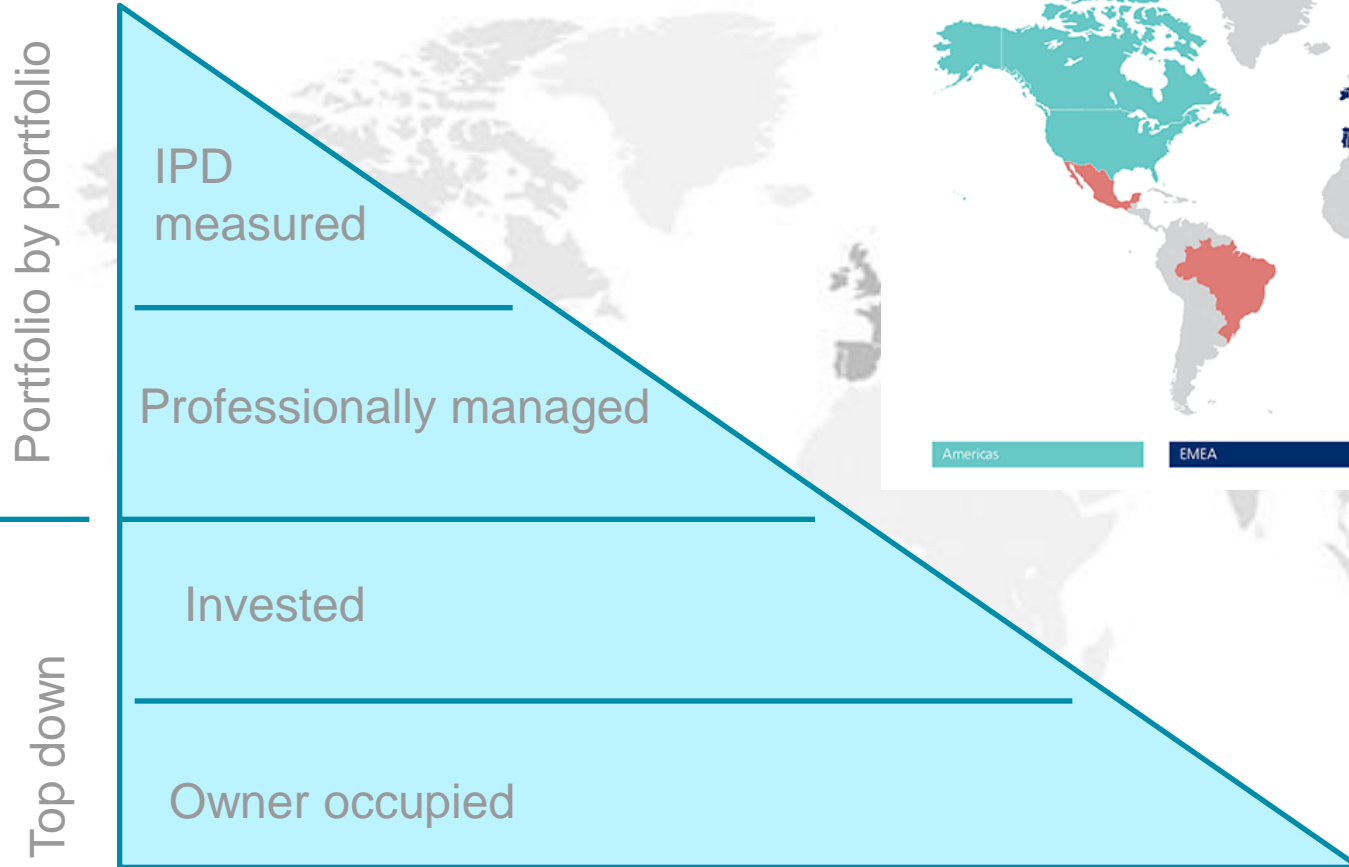 Portfolio by portfolio
IPD
measured
Professionally managed
Americas
EMEA
Invested
Top down
Owner occupied